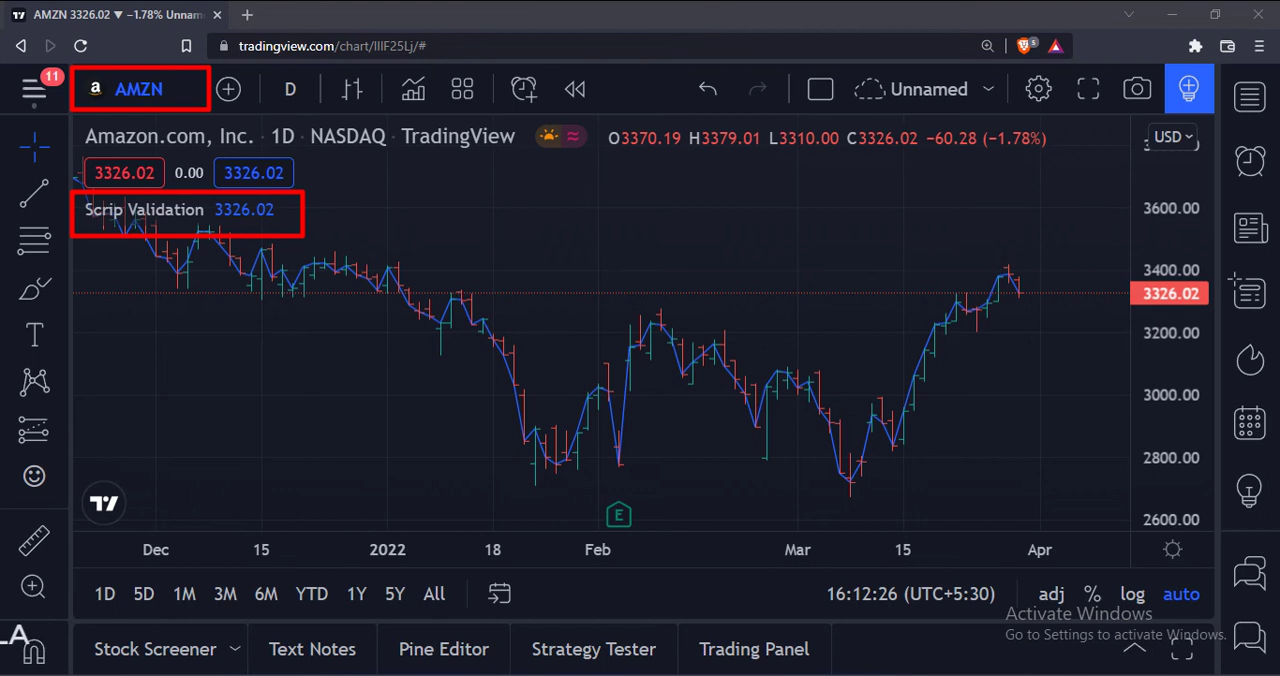 AMZN 3326.02 ▼ −1.78% Unnam
tradingview.com/chart/IIIF25Lj/#
5
11
a AMZN
D
Unnamed
Amazon.com, Inc. · 1D · NASDAQ · TradingView
O3370.19 H3379.01 L3310.00 C3326.02 −60.28 (−1.78%)
USD
3326.02 0.00 3326.02
Scrip Validation 3326.02
3600.00
3400.00
3326.02
3200.00
3000.00
2800.00
2600.00
E
Dec 15 2022 18 Feb Mar 15 Apr
1D 5D 1M 3M 6M YTD 1Y 5Y All
16:12:26 (UTC+5:30) adj % log auto
Activate Windows
Go to Settings to activate Windows.
Stock Screener Text Notes Pine Editor Strategy Tester Trading Panel